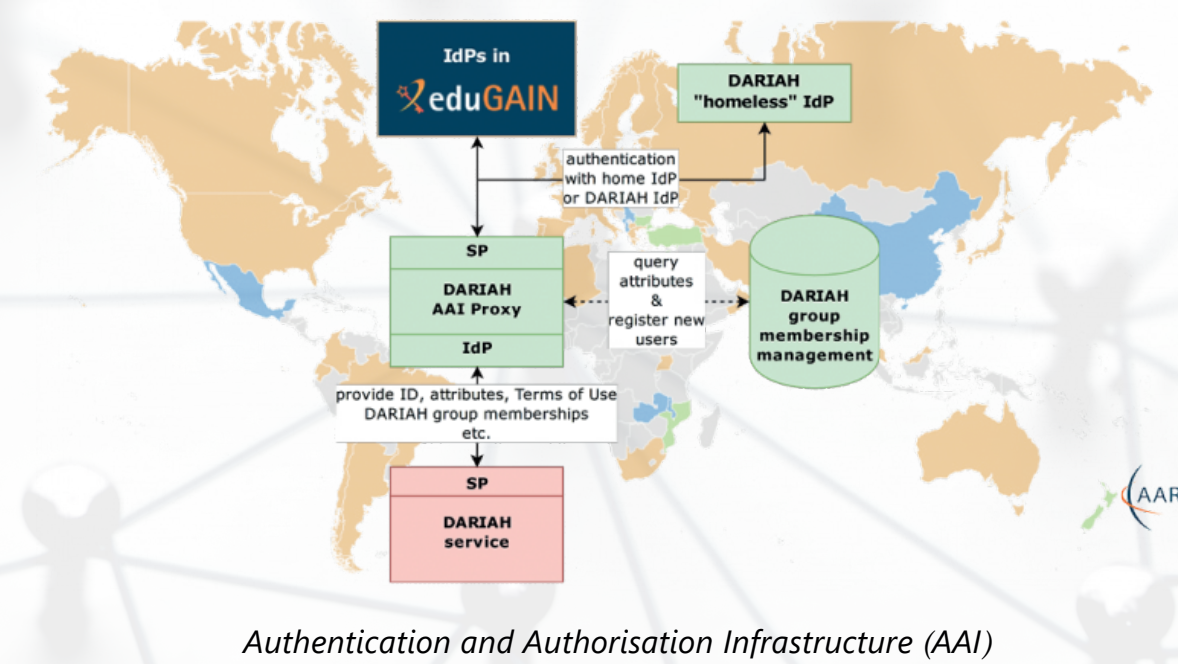 IdPs in
eduGAIN
DARIAH
"homeless" IdP
authentication
with home IdP
or DARIAH IdP
SP
DARIAH
AAI Proxy
IdP
query
attributes
&
register new
users
DARIAH
group
membership
management
provide ID, attributes, Terms of Use
DARIAH group memberships
etc.
SP
DARIAH
service
AAR
Authentication and Authorisation Infrastructure (AAI)